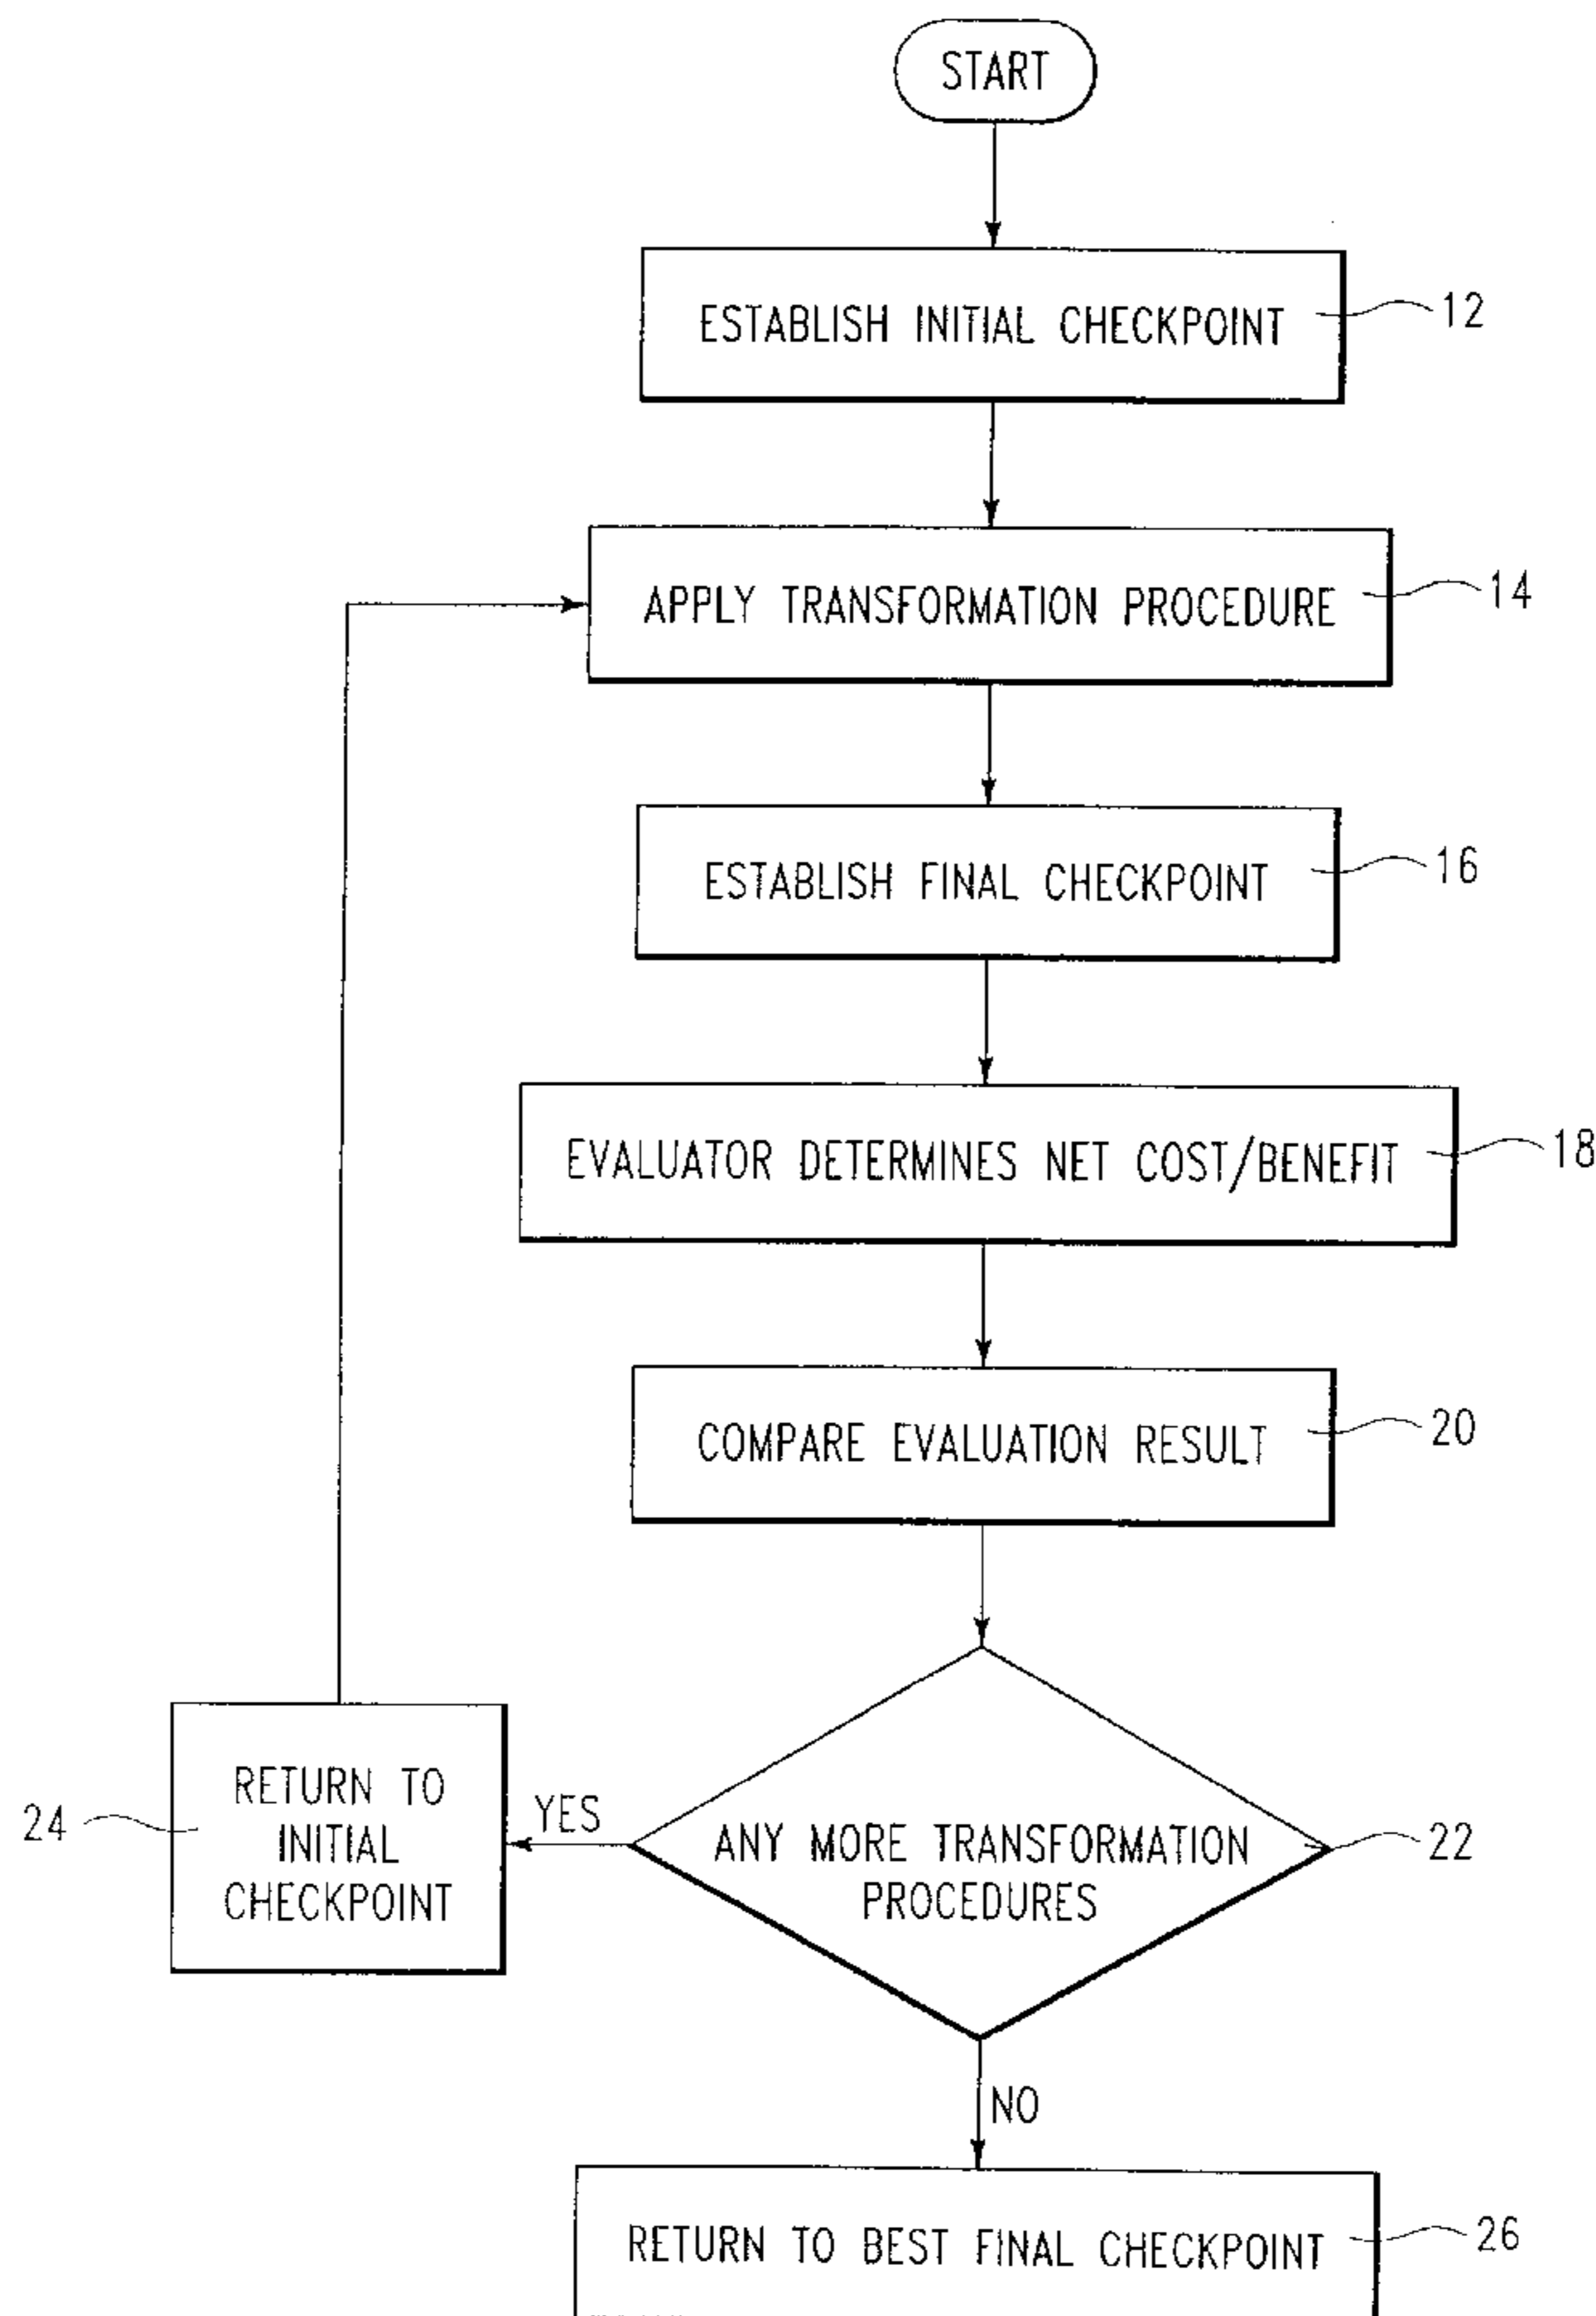 START
ESTABLISH INITIAL CHECKPOINT
12
APPLY TRANSFORMATION PROCEDURE
14
ESTABLISH FINAL CHECKPOINT
16
EVALUATOR DETERMINES NET COST/BENEFIT
18
COMPARE EVALUATION RESULT
20
RETURN TO
INITIAL
CHECKPOINT
24
YES
ANY MORE TRANSFORMATION
PROCEDURES
22
NO
RETURN TO BEST FINAL CHECKPOINT
26